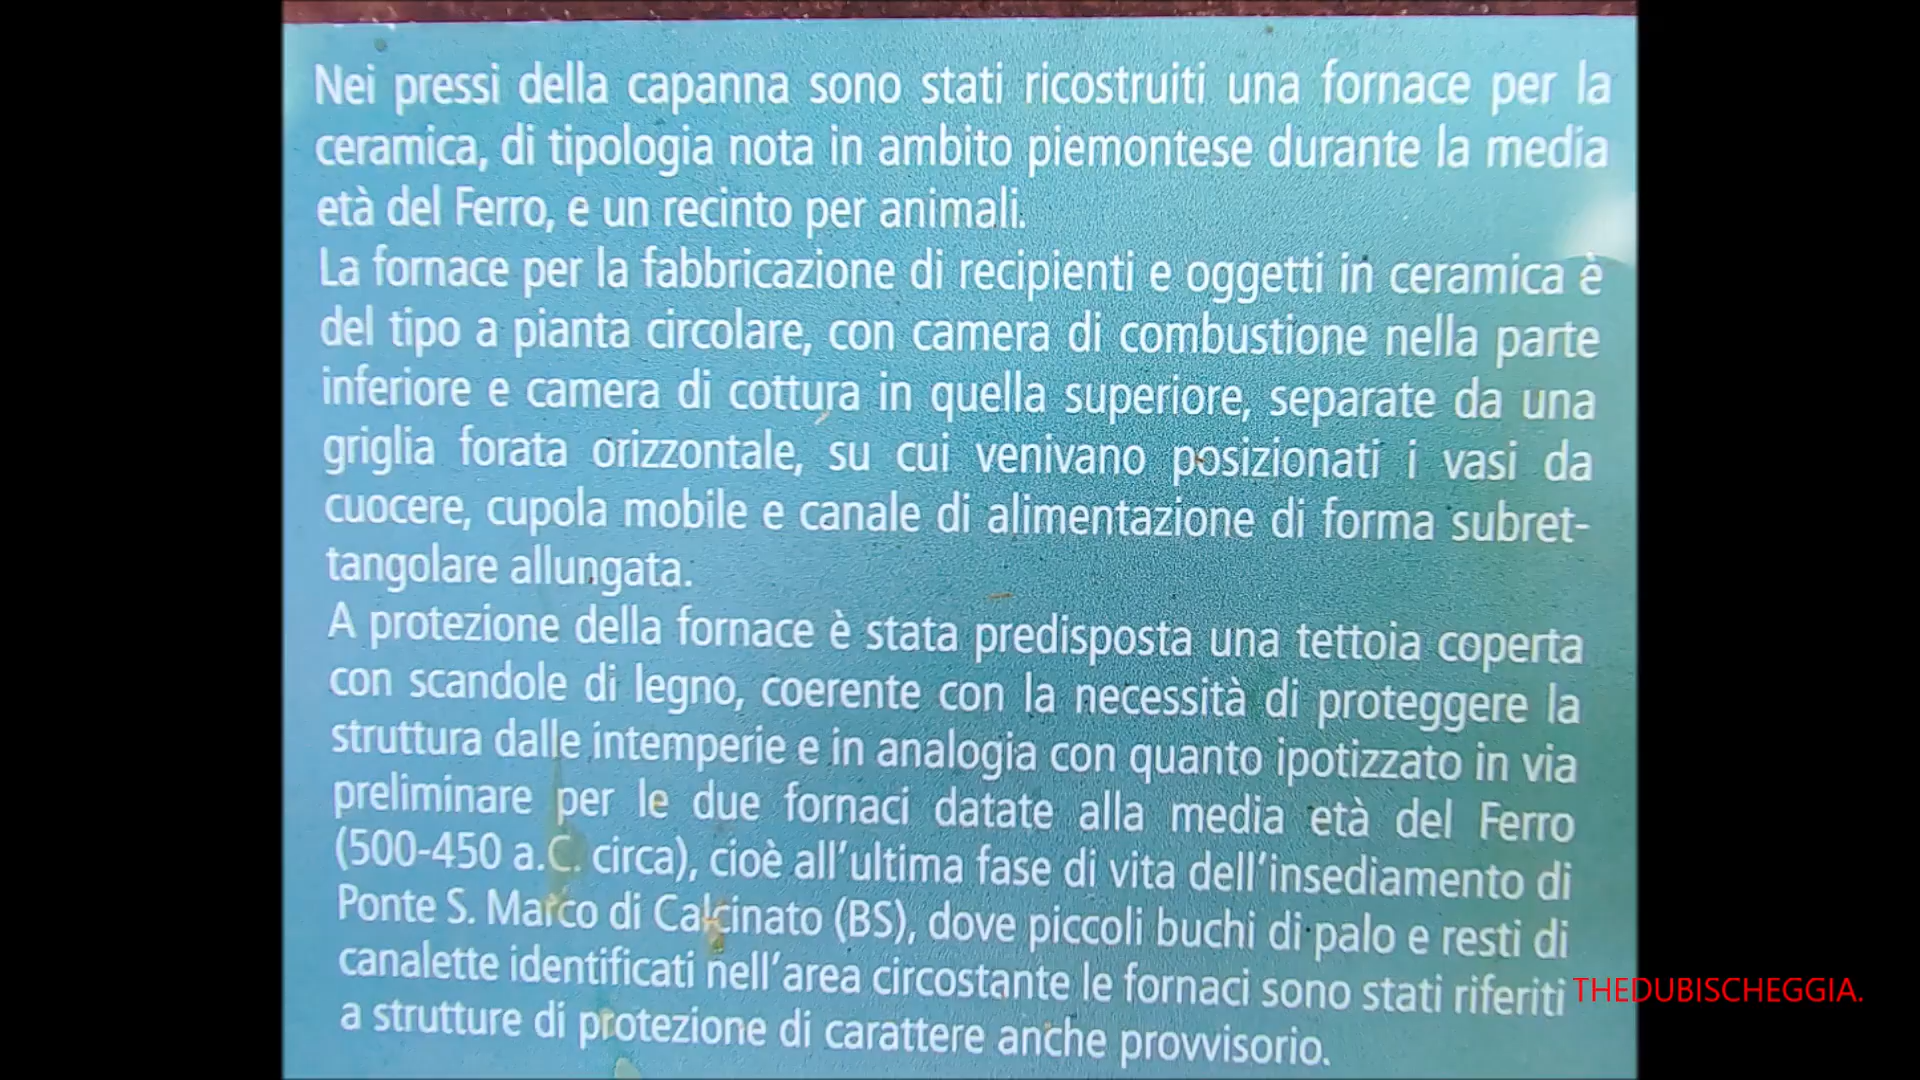 Nei pressi della capanna sono stati ricostruiti una fornace per la
ceramica, di tipologia nota in ambito piemontese durante la media
età del Ferro, e un recinto per animali.
La fornace per la fabbricazione di recipienti e oggetti in ceramica è
del tipo a pianta circolare, con camera di combustione nella parte
inferiore e camera di cottura in quella superiore, separate da una
griglia forata orizzontale, su cui venivano posizionati i vasi da
cuocere, cupola mobile e canale di alimentazione di forma subret-
tangolare allungata.
A protezione della fornace è stata predisposta una tettoia coperta
con scandole di legno, coerente con la necessità di proteggere la
struttura dalle intemperie e in analogia con quanto ipotizzato in via
preliminare per le due fornaci datate alla media età del Ferro
(500-450 a.C. circa), cioè all'ultima fase di vita dell'insediamento di
Ponte S. Marco di Calcinato (BS), dove piccoli buchi di palo e resti di
canalette identificati nell'area circostante le fornaci sono stati riferiti
a strutture di protezione di carattere anche provvisorio.
THEDUBISCHEGGIA.